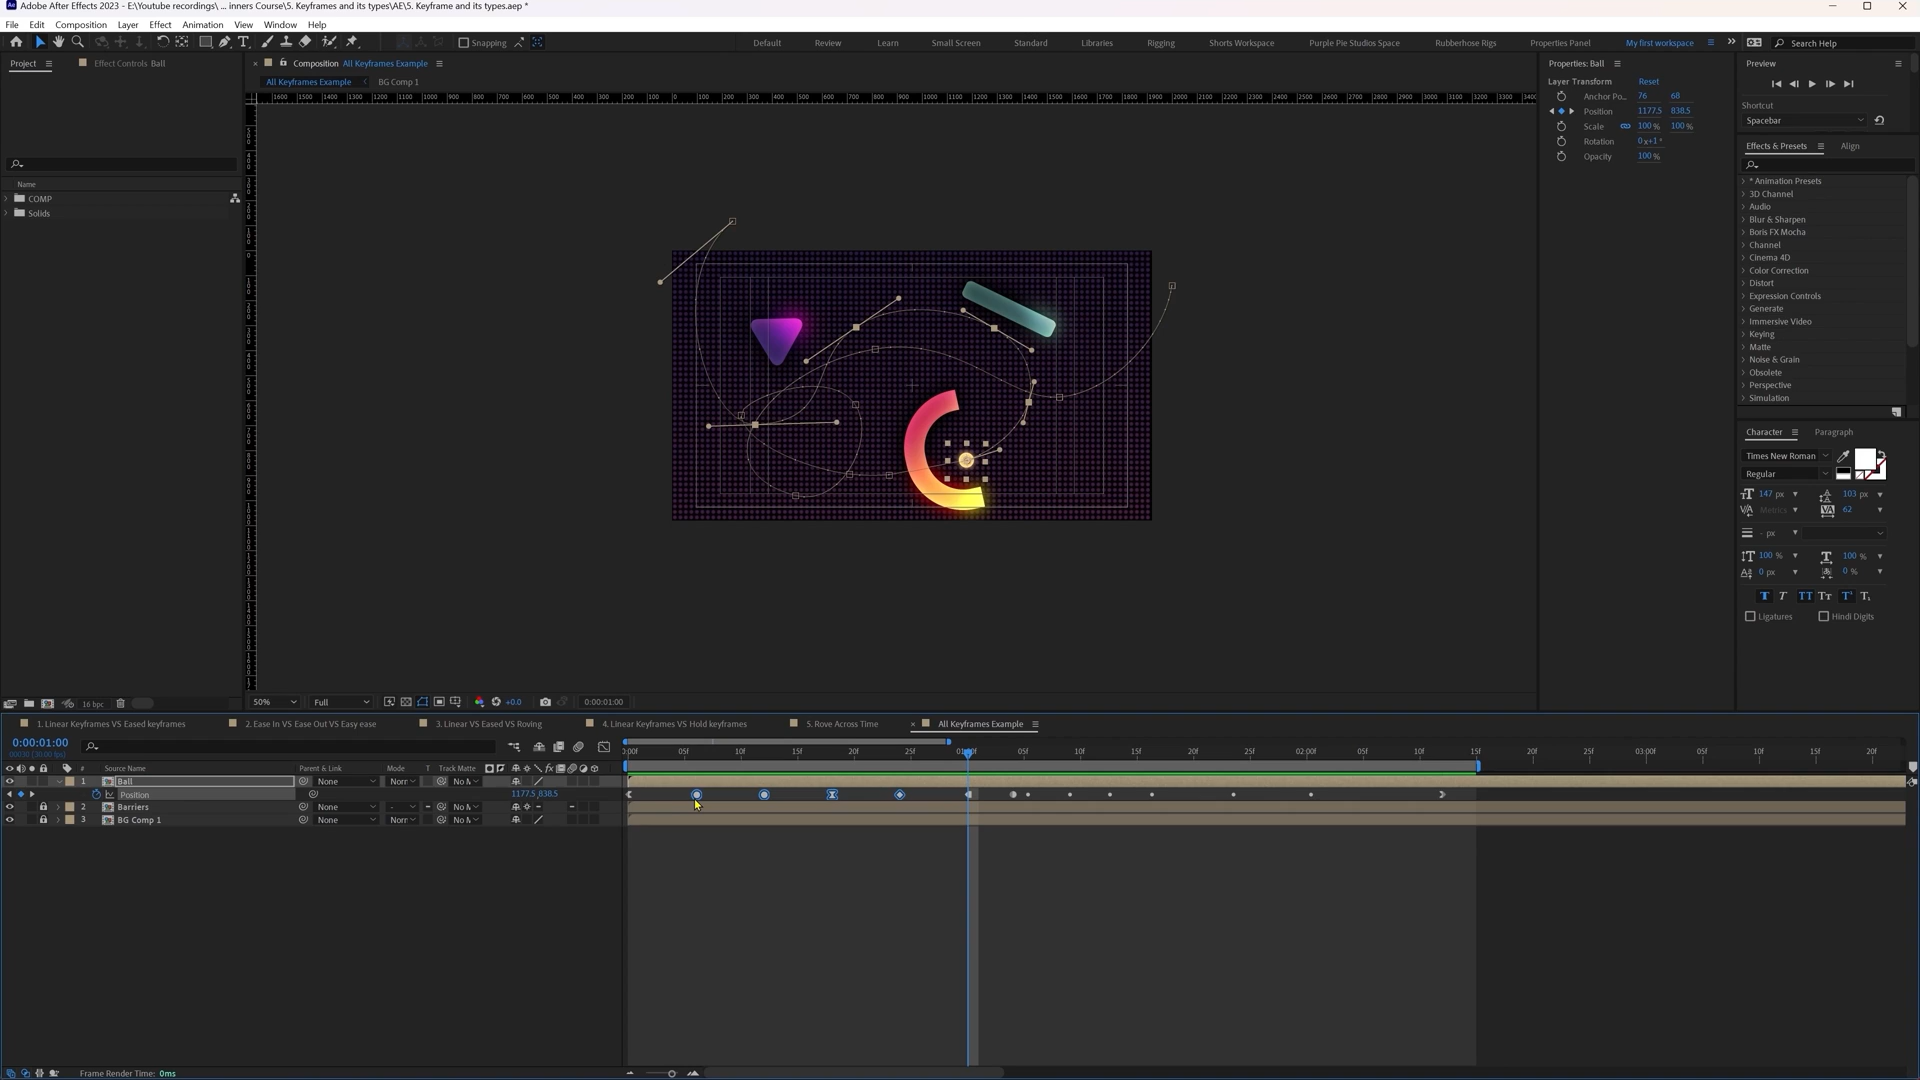 Adobe After Effects 2023 - E:\Youtube recordings\ ... inners Course\5. Keyframes and its types\AE\5. Keyframe and its types.aep *
File Edit Composition Layer Effect Animation View Window Help
Snapping Default Review Learn Small Screen Standard Libraries Rigging Shorts Workspace Purple Pie Studios Space Rubberhose Rigs Properties Panel My first workspace Search Help
Project Effect Controls Ball
Composition All Keyframes Example
All Keyframes Example BG Comp 1
Name
COMP
Solids
16 bpc
50% Full +0.0 0:00:01:00
Properties: Ball
Layer Transform Reset
Anchor Po... 76 68
Position 1177.5 838.5
Scale 100 % 100 %
Rotation 0x+1°
Opacity 100 %
Preview
Shortcut
Spacebar
Effects & Presets Align
* Animation Presets
3D Channel
Audio
Blur & Sharpen
Boris FX Mocha
Channel
Cinema 4D
Color Correction
Distort
Expression Controls
Generate
Immersive Video
Keying
Matte
Noise & Grain
Obsolete
Perspective
Simulation
Character Paragraph
Times New Roman
Regular
147 px 103 px
Metrics 62
- px
100 % 100 %
0 px 0 %
Ligatures Hindi Digits
1. Linear Keyframes VS Eased keyframes 2. Ease In VS Ease Out VS Easy ease 3. Linear VS Eased VS Roving 4. Linear Keyframes VS Hold keyframes 5. Rove Across Time All Keyframes Example
0:00:01:00
05f 10f 15f 20f 25f 05f 10f 15f 20f 25f 02:00f 05f 10f 15f 20f 25f 03:00f 05f 10f 15f 20f
# Source Name Parent & Link Mode T Track Matte
1 Ball None Norr No M
Position 1177.5,838.5
2 Barriers None - No M
3 BG Comp 1 None Norr No M
Frame Render Time: 0ms